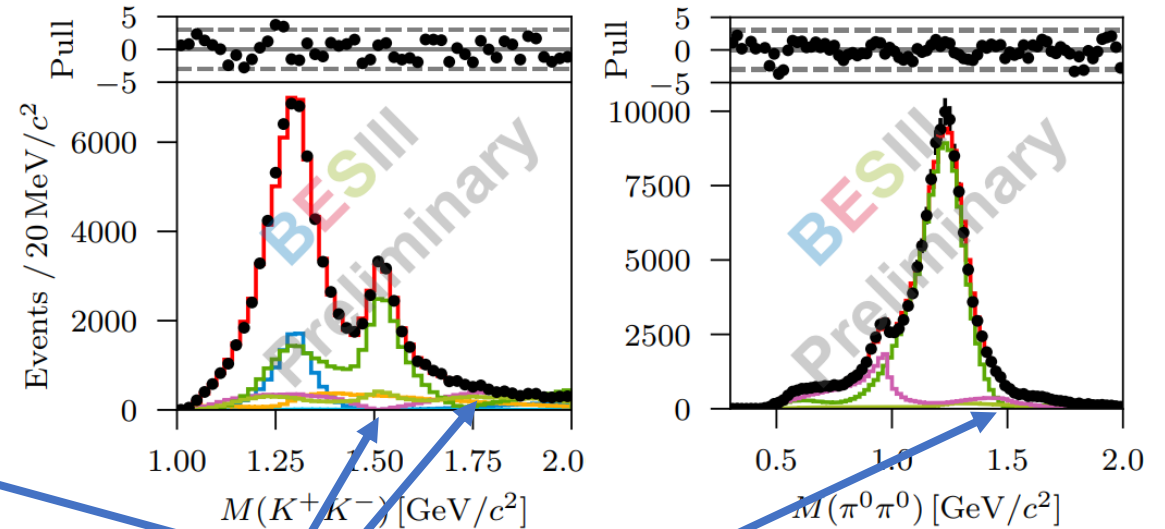 Pull
5
0
−5
Events / 20 MeV/c²
6000
4000
2000
0
BESIII
Preliminary
1.00 1.25 1.50 1.75 2.0
M(K⁺K⁻) [GeV/c²]
Pull
5
0
−5
10000
7500
5000
2500
0
BESIII
Preliminary
0.5 1.0 1.5 2.0
M(π⁰π⁰) [GeV/c²]